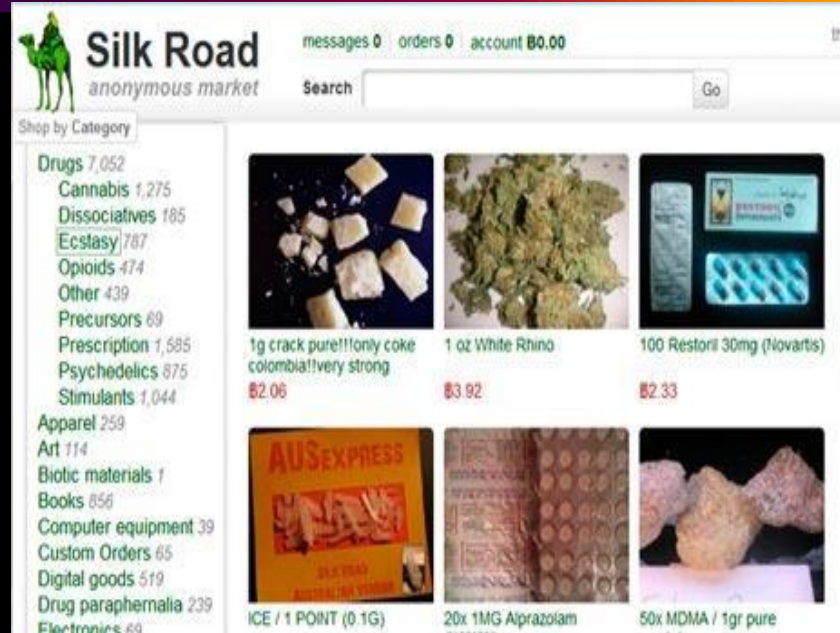 Silk Road
anonymous market
messages 0 orders 0 account ฿0.00
Search
Go
Shop by Category
Drugs 7,052
Cannabis 1,275
Dissociatives 185
Ecstasy 787
Opioids 474
Other 439
Precursors 69
Prescription 1,585
Psychedelics 875
Stimulants 1,044
Apparel 259
Art 114
Biotic materials 1
Books 856
Computer equipment 39
Custom Orders 65
Digital goods 519
Drug paraphernalia 239
Electronics 69
1g crack pure!!!only coke
colombia!!very strong
฿2.06
1 oz White Rhino
฿3.92
100 Restoril 30mg (Novartis)
฿2.33
AUSEXPRESS
SILK ROAD
AUSTRALIAN VENDOR
ICE / 1 POINT (0.1G)
20x 1MG Alprazolam
50x MDMA / 1gr pure